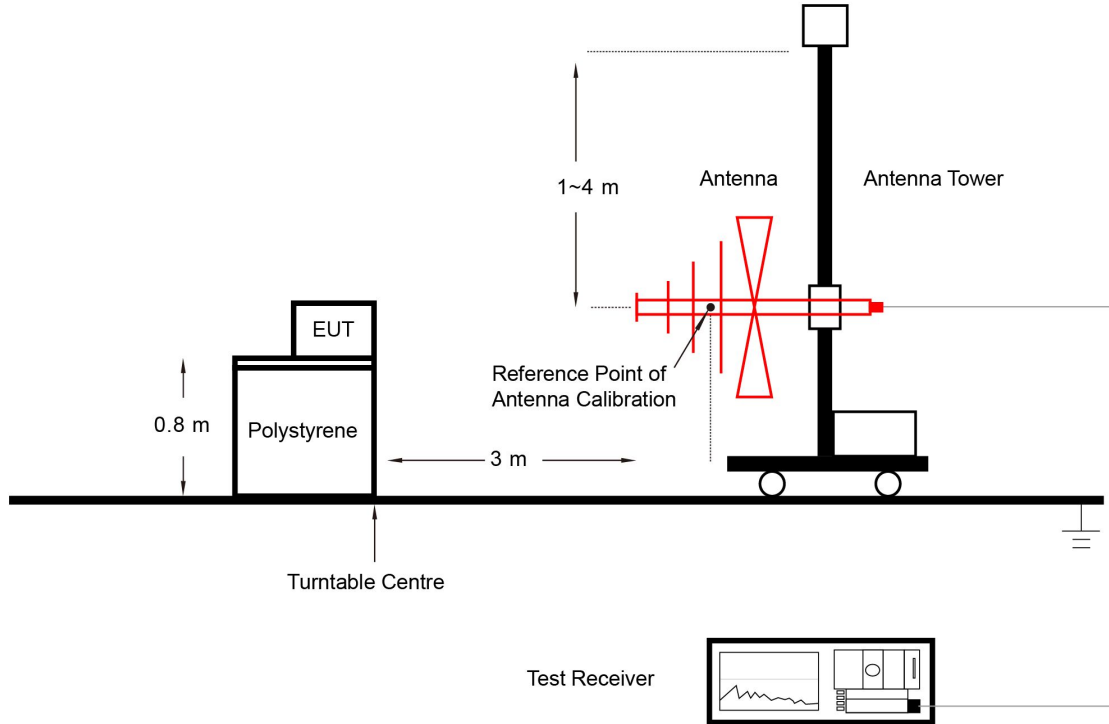 1~4 m
Antenna
Antenna Tower
EUT
Reference Point of
Antenna Calibration
0.8 m
Polystyrene
3 m
Turntable Centre
Test Receiver